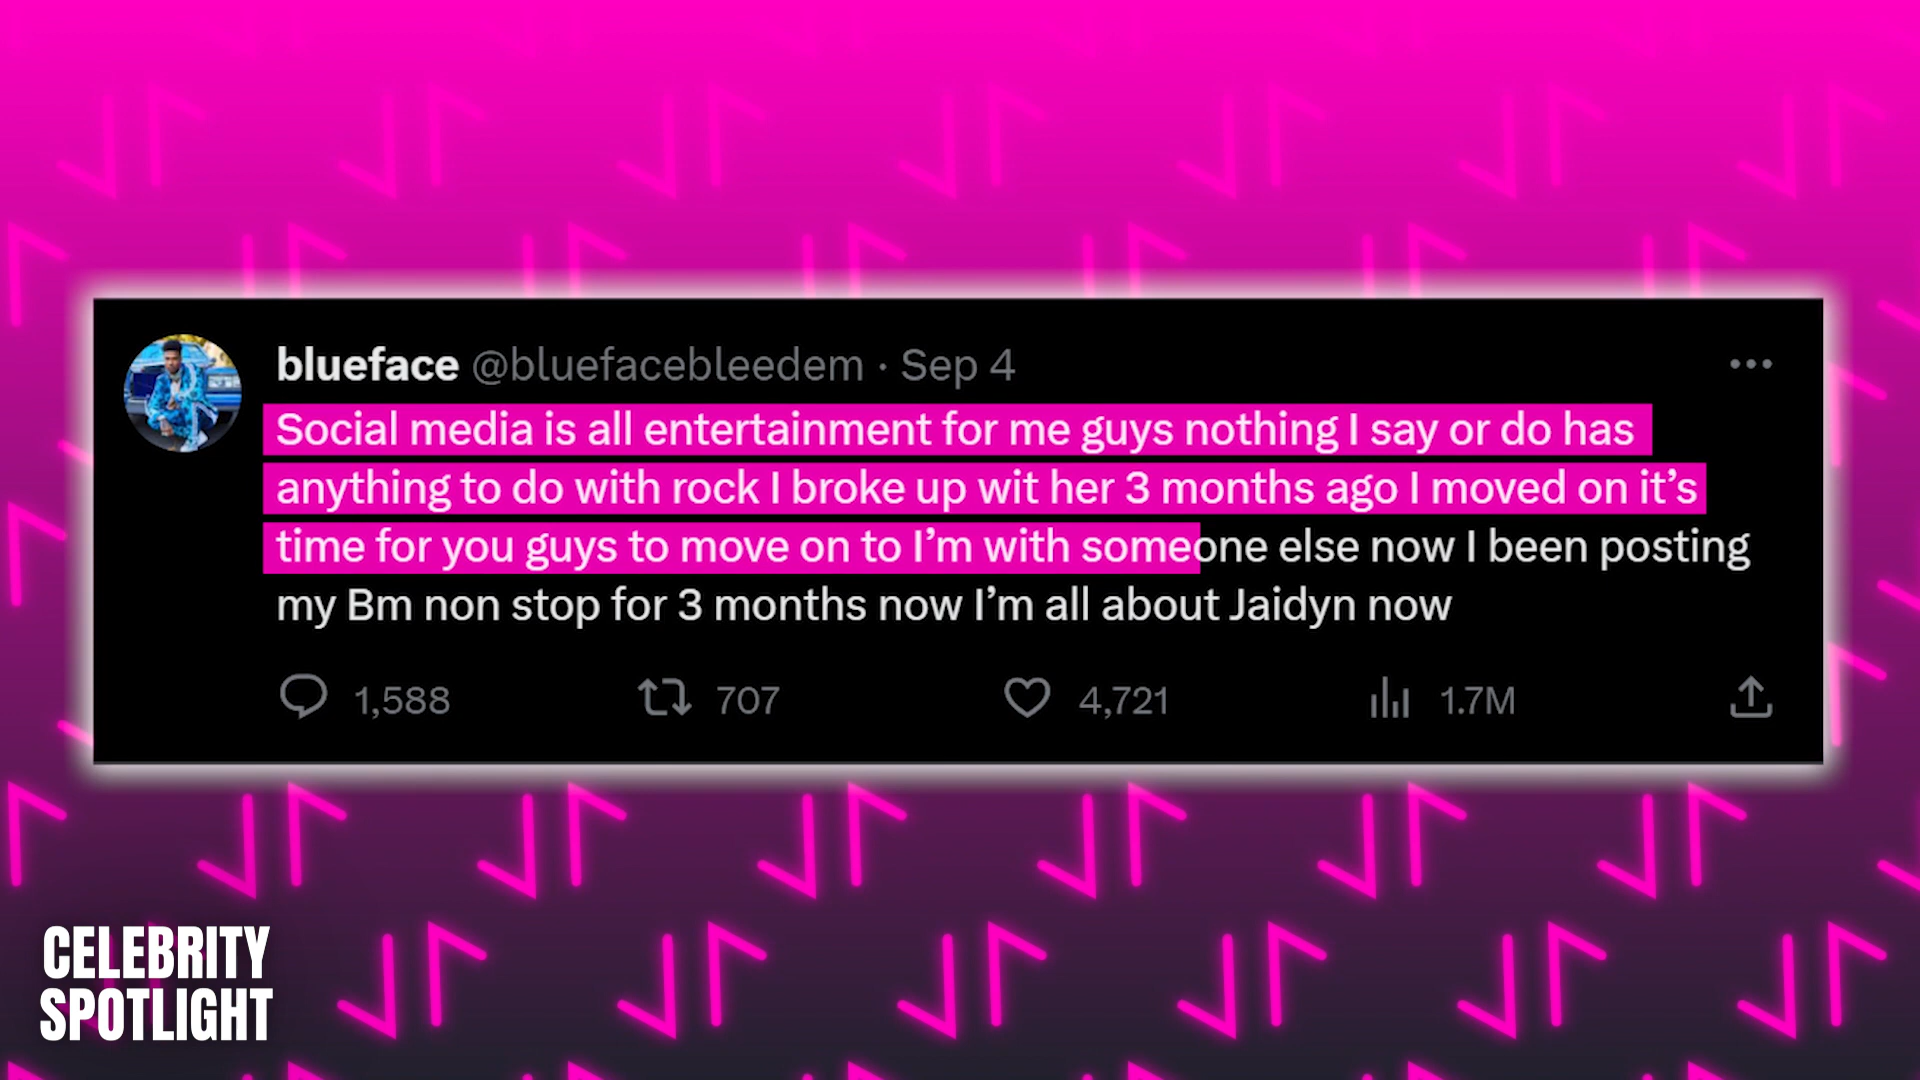 blueface @bluefacebleedem · Sep 4
Social media is all entertainment for me guys nothing I say or do has
anything to do with rock I broke up wit her 3 months ago I moved on it’s
time for you guys to move on to I’m with someone else now I been posting
my Bm non stop for 3 months now I’m all about Jaidyn now
1,588 707 4,721 1.7M
CELEBRITY
SPOTLIGHT